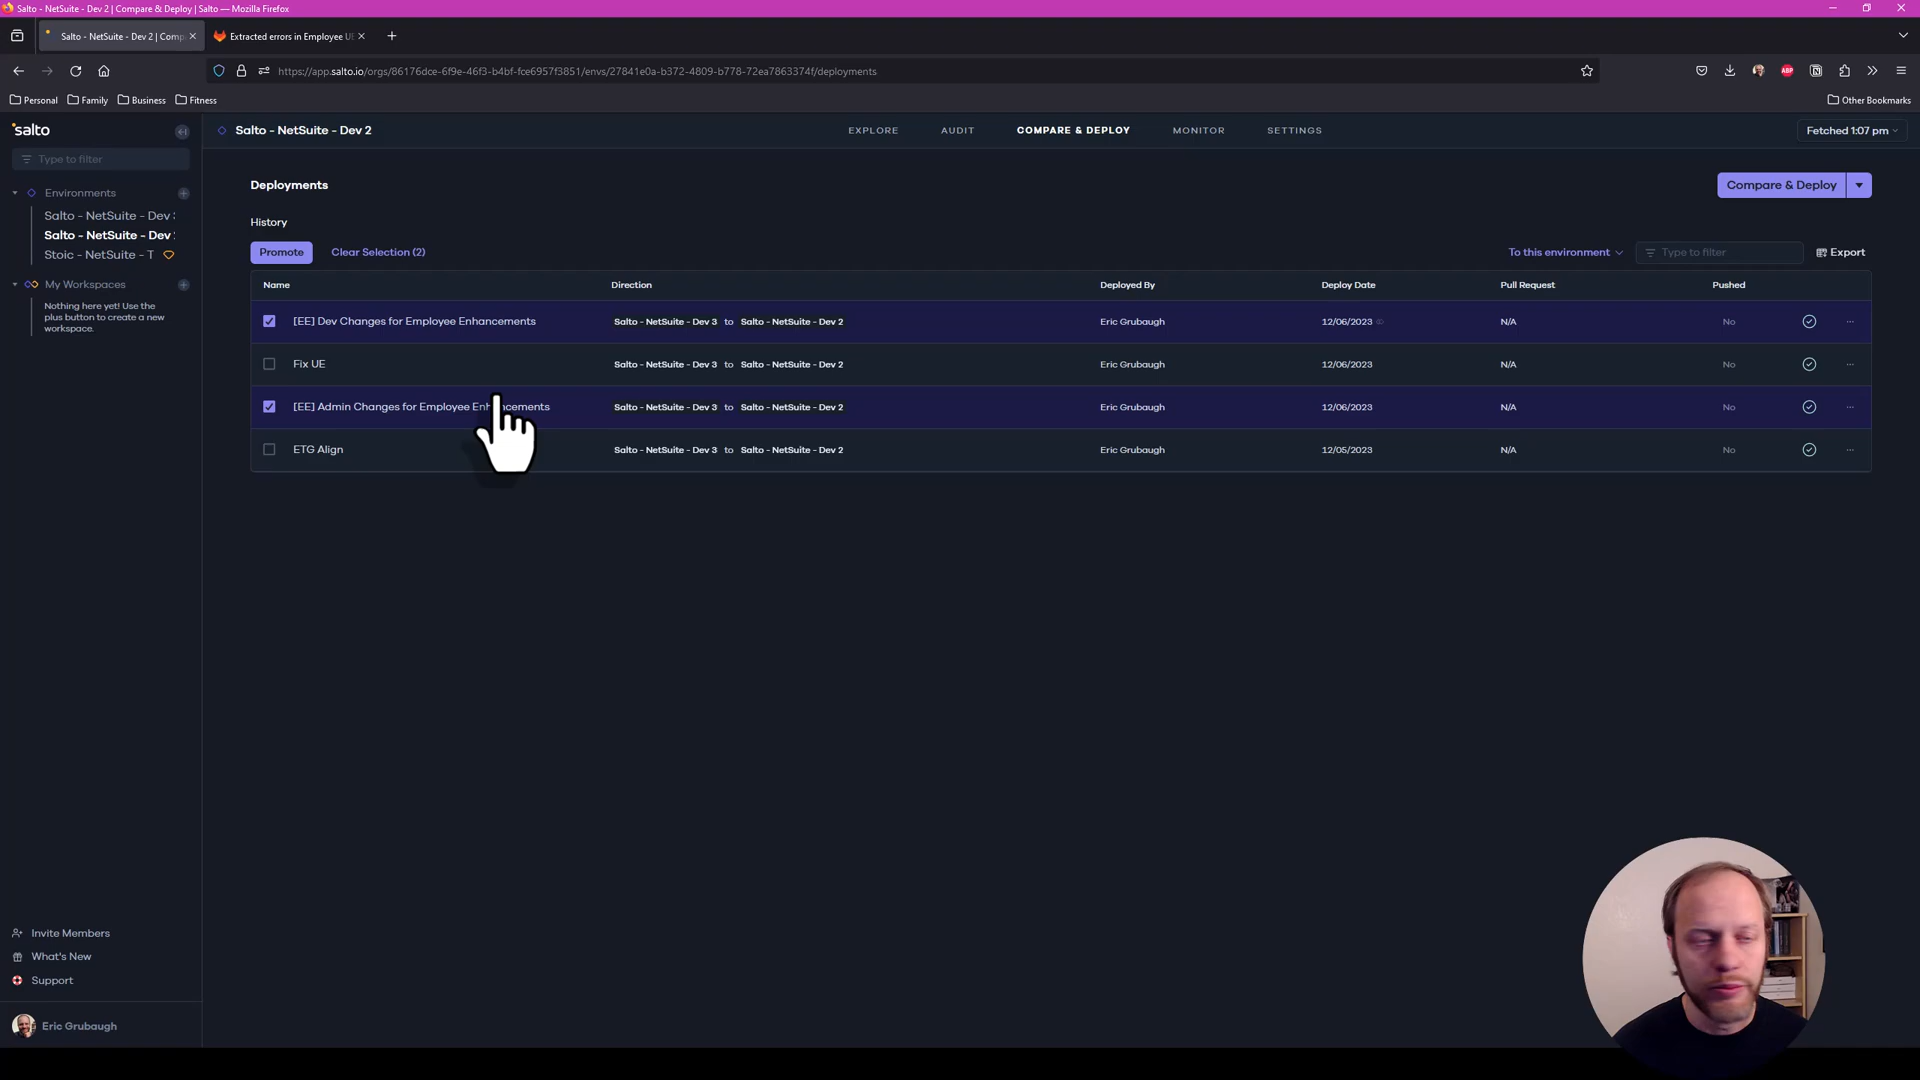 Salto - NetSuite - Dev 2 | Compare & Deploy | Salto — Mozilla Firefox
Salto - NetSuite - Dev 2 | Comp
Extracted errors in Employee UE
https://app.salto.io/orgs/86176dce-6f9e-46f3-b4bf-fce6957f3851/envs/27841e0a-b372-4809-b778-72ea7863374f/deployments
ABP
Personal
Family
Business
Fitness
Other Bookmarks
salto
Salto - NetSuite - Dev 2
EXPLORE
AUDIT
COMPARE & DEPLOY
MONITOR
SETTINGS
Fetched 1:07 pm
Type to filter
Environments
Salto - NetSuite - Dev 3
Salto - NetSuite - Dev 2
Stoic - NetSuite - T
My Workspaces
Nothing here yet! Use the
plus button to create a new
workspace.
Deployments
Compare & Deploy
History
Promote
Clear Selection (2)
To this environment
Type to filter
Export
Name Direction Deployed By Deploy Date Pull Request Pushed
[EE] Dev Changes for Employee Enhancements Salto - NetSuite - Dev 3 to Salto - NetSuite - Dev 2 Eric Grubaugh 12/06/2023 N/A No
Fix UE Salto - NetSuite - Dev 3 to Salto - NetSuite - Dev 2 Eric Grubaugh 12/06/2023 N/A No
[EE] Admin Changes for Employee Enhancements Salto - NetSuite - Dev 3 to Salto - NetSuite - Dev 2 Eric Grubaugh 12/06/2023 N/A No
ETG Align Salto - NetSuite - Dev 3 to Salto - NetSuite - Dev 2 Eric Grubaugh 12/05/2023 N/A No
Invite Members
What's New
Support
Eric Grubaugh